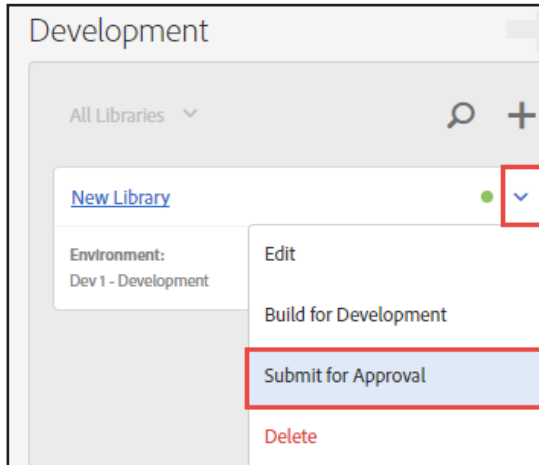 Development
All Libraries
New Library
Environment:
Dev 1 - Development
Edit
Build for Development
Submit for Approval
Delete